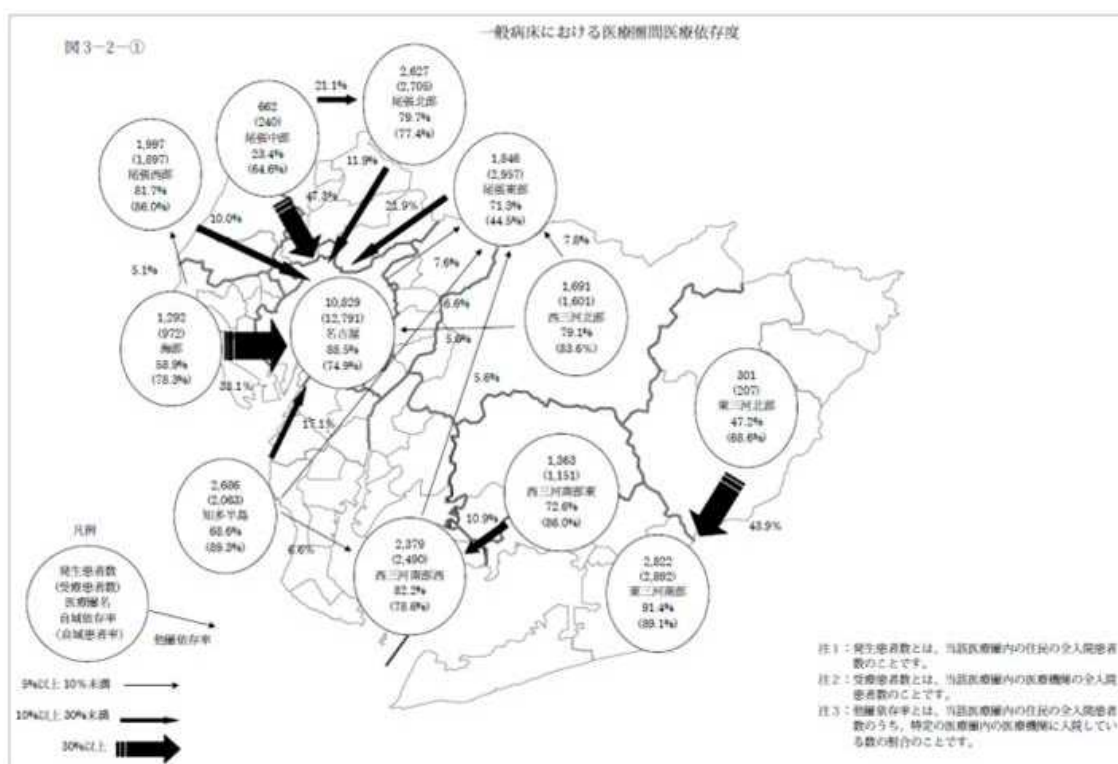 図3-2-①
一般病床における医療圏間医療依存度
2,627
(2,705)
尾張北部
79.7%
(77.4%)
21.1%
662
(240)
尾張中部
23.4%
(64.6%)
1,997
(1,897)
尾張西部
81.7%
(86.0%)
11.9%
1,846
(2,957)
尾張東部
71.3%
(44.5%)
47.3%
21.9%
10.0%
7.8%
5.1%
7.6%
1,691
(1,601)
西三河北部
79.1%
(83.6%)
10,829
(12,791)
名古屋
88.5%
(74.9%)
6.6%
1,292
(972)
海部
58.9%
(78.3%)
5.6%
301
(207)
東三河北部
47.2%
(68.6%)
17.1%
1,363
(1,151)
西三河南部東
72.6%
(86.0%)
2,686
(2,063)
知多半島
68.6%
(89.3%)
10.9%
43.9%
6.6%
2,379
(2,490)
西三河南部西
82.2%
(78.6%)
2,822
(2,892)
東三河南部
91.4%
(89.1%)
凡例
発生患者数
(受療患者数)
医療圏名
自域依存率
(自域患者率)
他圏依存率
5%以上10%未満
10%以上30%未満
30%以上
注1:発生患者数とは、当該医療圏内の住民の全入院患者
数のことです。
注2:受療患者数とは、当該医療圏内の医療機関の全入院
患者数のことです。
注3:他圏依存率とは、当該医療圏内の住民の全入院患者
数のうち、特定の医療圏内の医療機関に入院してい
る数の割合のことです。